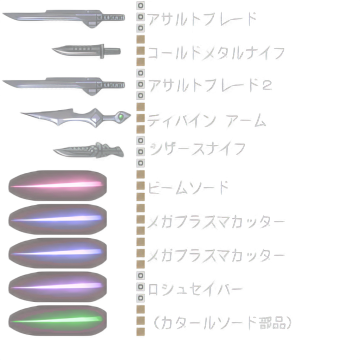 アサルトブレード
コールドメタルナイフ
アサルトブレード2
ディバイン アーム
シザースナイフ
ビームソード
メガプラズマカッター
メガプラズマカッター
ロシュセイバー
（カタールソード部品）